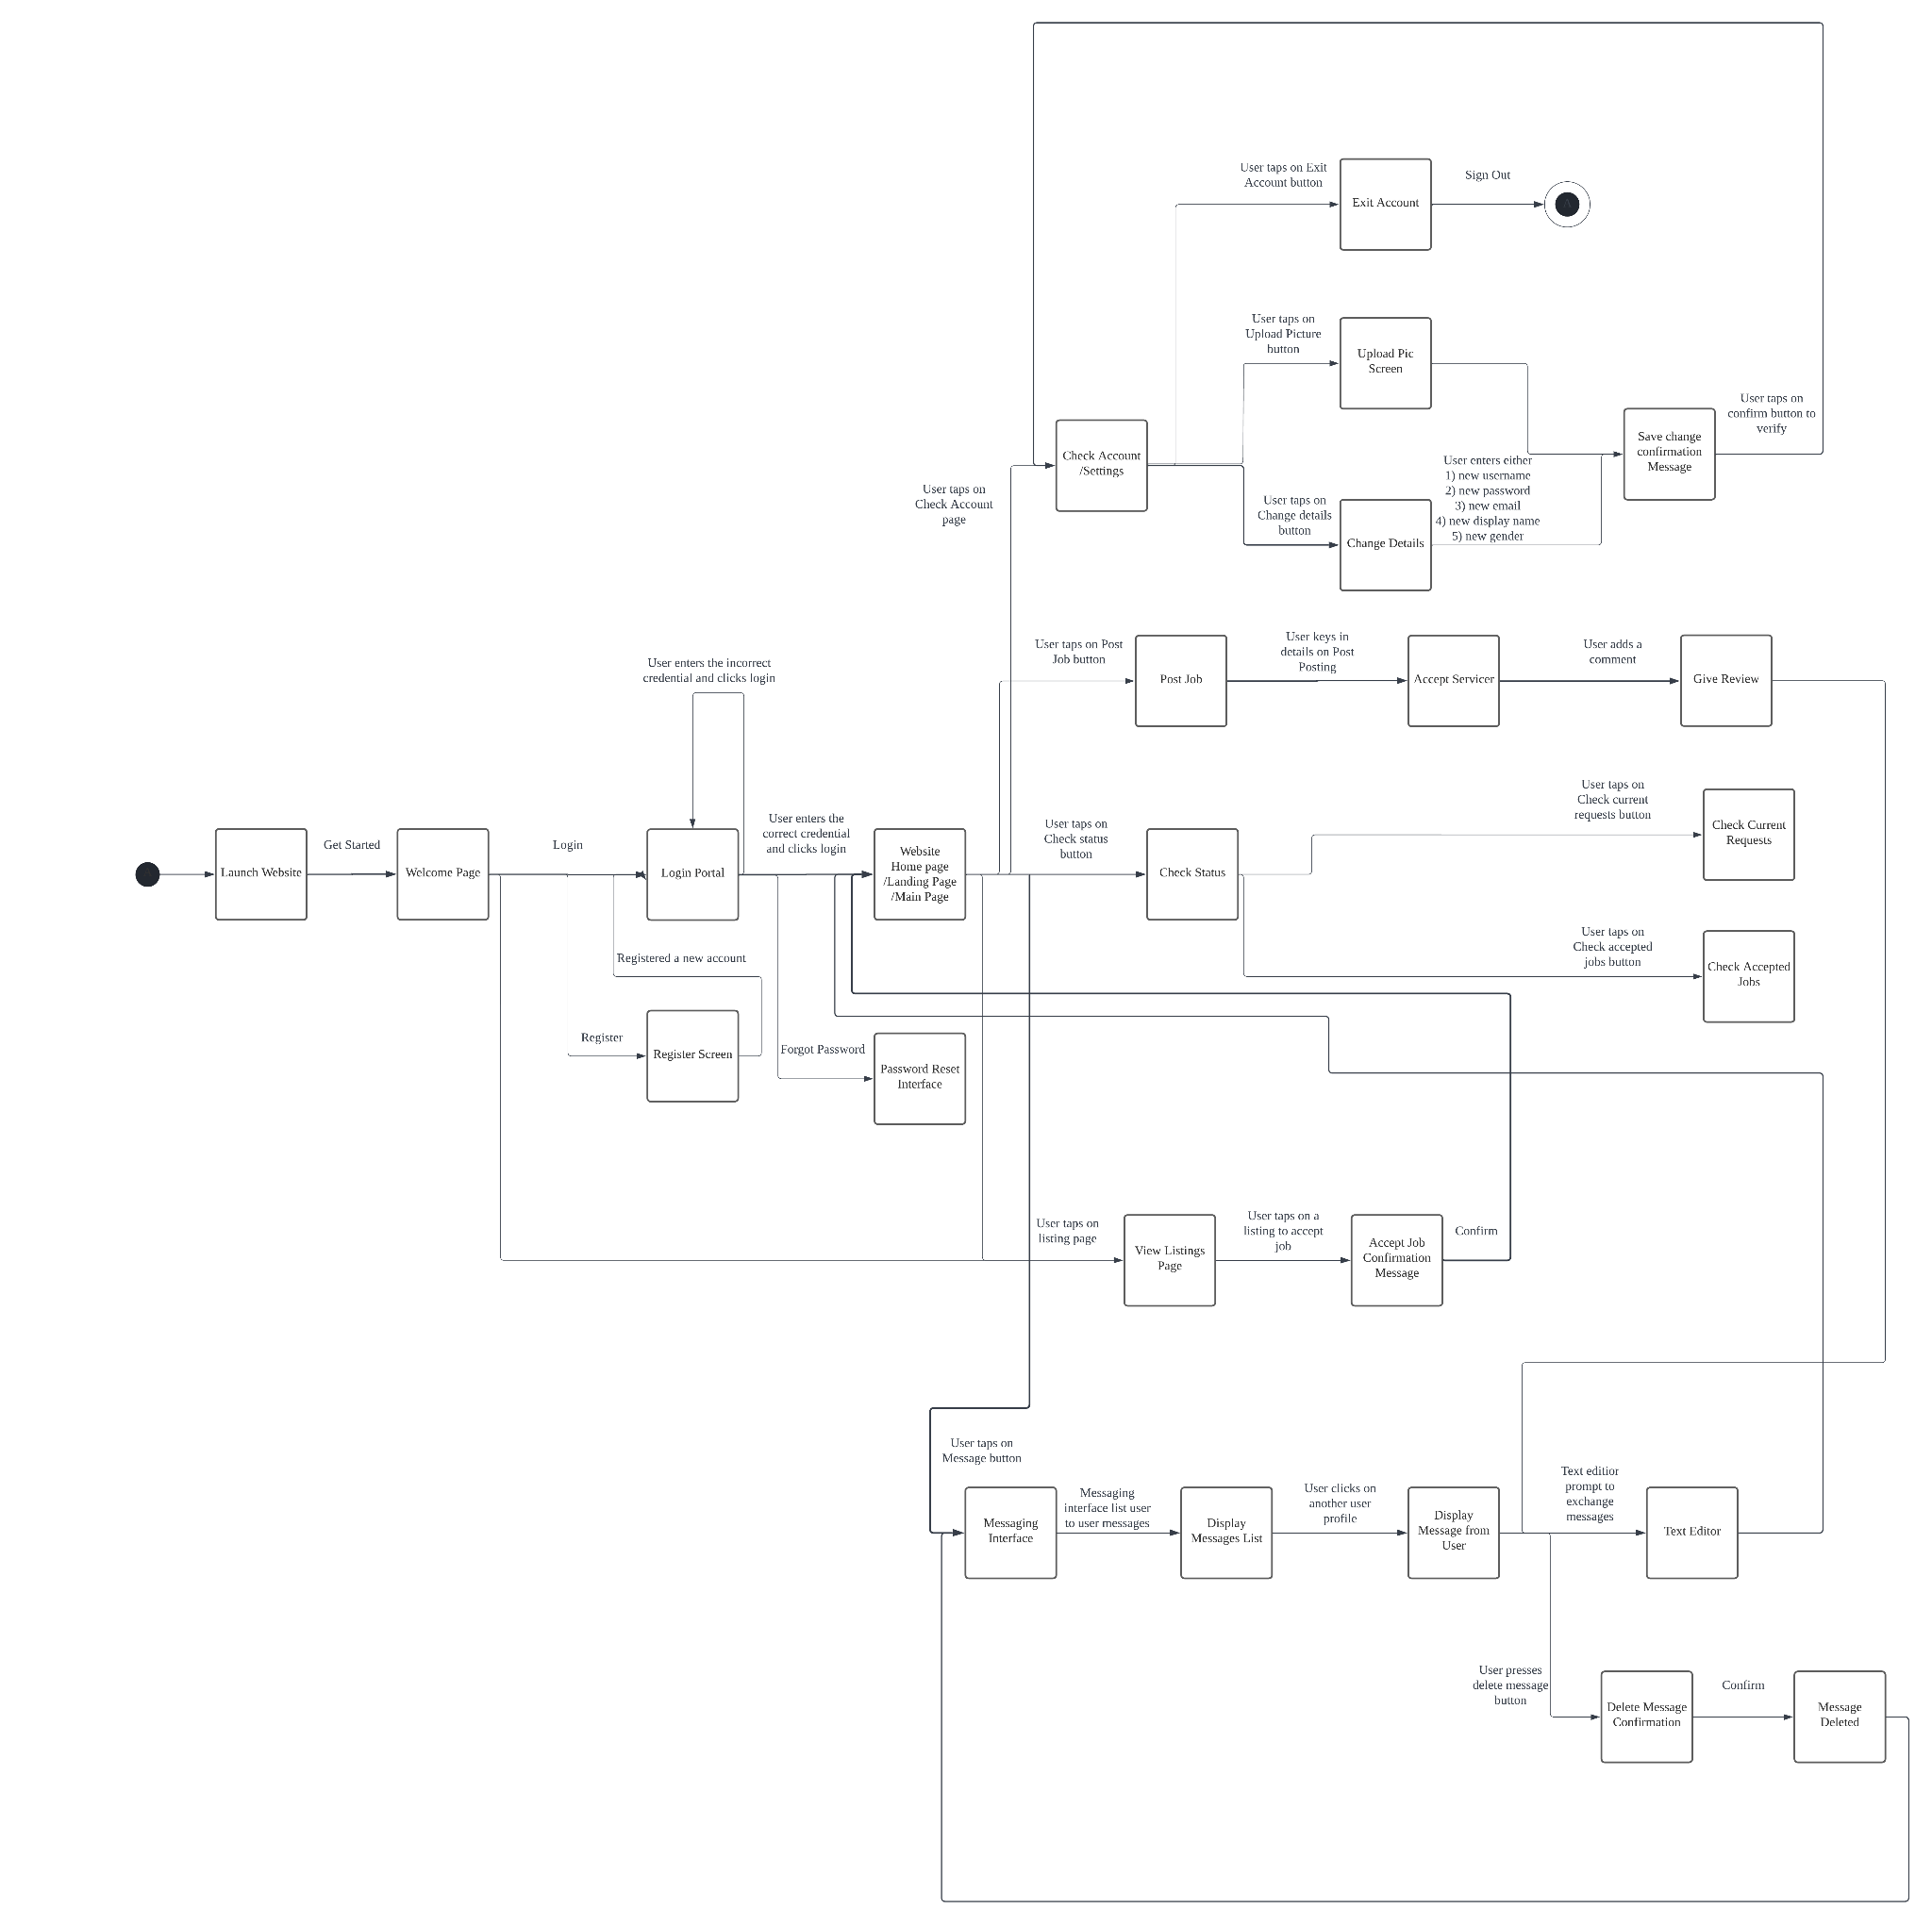 User taps on Exit
Account button
Exit Account
Sign Out
User taps on
Upload Picture
button
Upload Pic
Screen
User taps on
confirm button to
verify
Save change
confirmation
Message
Check Account
/Settings
User enters either
1) new username
2) new password
3) new email
4) new display name
5) new gender
User taps on
Check Account
page
User taps on
Change details
button
Change Details
User taps on Post
Job button
Post Job
User keys in
details on Post
Posting
Accept Servicer
User adds a
comment
Give Review
User enters the incorrect
credential and clicks login
Launch Website
Get Started
Welcome Page
Login
Login Portal
User enters the
correct credential
and clicks login
Website
Home page
/Landing Page
/Main Page
User taps on
Check status
button
Check Status
User taps on
Check current
requests button
Check Current
Requests
User taps on
Check accepted
jobs button
Check Accepted
Jobs
Registered a new account
Register
Register Screen
Forgot Password
Password Reset
Interface
User taps on
listing page
View Listings
Page
User taps on a
listing to accept
job
Accept Job
Confirmation
Message
Confirm
User taps on
Message button
Messaging
Interface
Messaging
interface list user
to user messages
Display
Messages List
User clicks on
another user
profile
Display
Message from
User
Text editior
prompt to
exchange
messages
Text Editor
User presses
delete message
button
Delete Message
Confirmation
Confirm
Message
Deleted